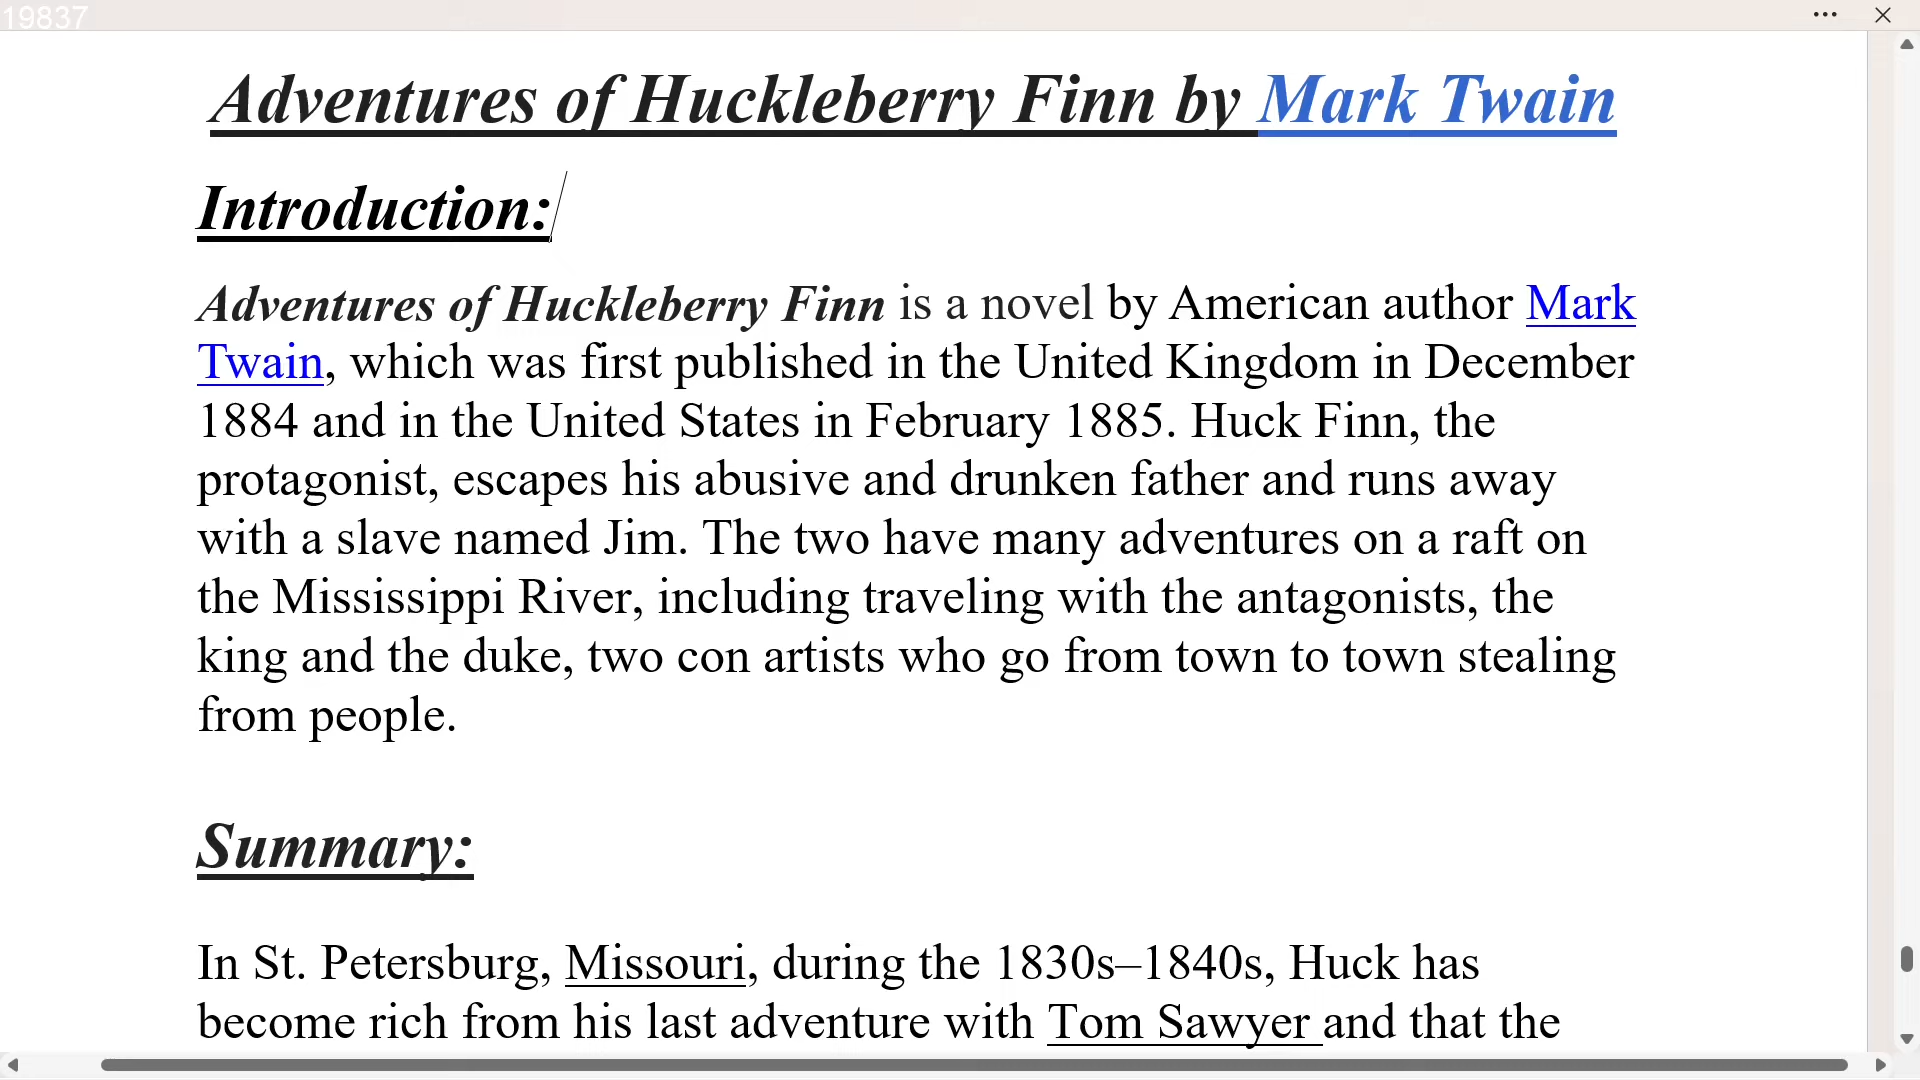 19837
Adventures of Huckleberry Finn by Mark Twain
Introduction:
Adventures of Huckleberry Finn is a novel by American author Mark
Twain, which was first published in the United Kingdom in December
1884 and in the United States in February 1885. Huck Finn, the
protagonist, escapes his abusive and drunken father and runs away
with a slave named Jim. The two have many adventures on a raft on
the Mississippi River, including traveling with the antagonists, the
king and the duke, two con artists who go from town to town stealing
from people.
Summary:
In St. Petersburg, Missouri, during the 1830s–1840s, Huck has
become rich from his last adventure with Tom Sawyer and that the